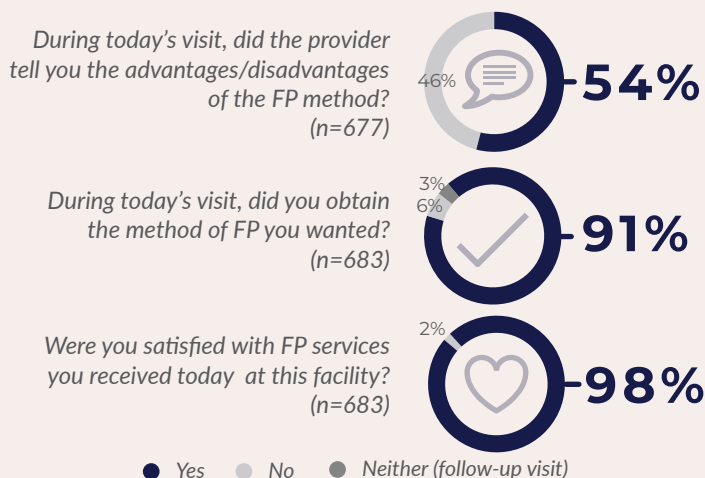 During today's visit, did the provider
tell you the advantages/disadvantages
of the FP method?
(n=677)
46%
54%
During today's visit, did you obtain
the method of FP you wanted?
(n=683)
3%
6%
91%
Were you satisfied with FP services
you received today  at this facility?
(n=683)
2%
98%
Yes No Neither (follow-up visit)